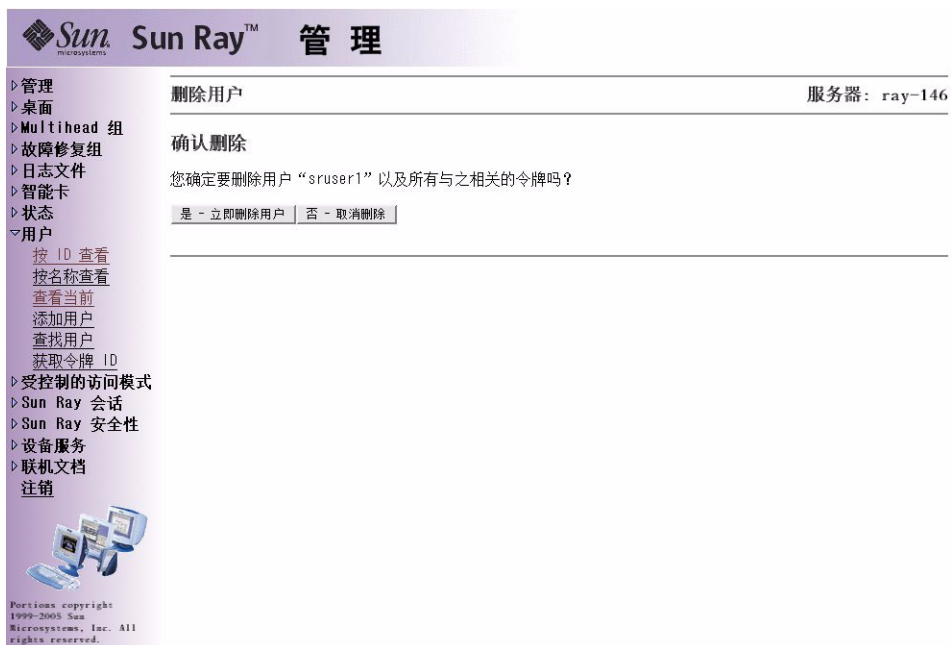 Sun microsystems Sun Ray™ 管 理
▷管理
▷桌面
▷Multihead 组
▷故障修复组
▷日志文件
▷智能卡
▷状态
▽用户
按 ID 查看
按名称查看
查看当前
添加用户
查找用户
获取令牌 ID
▷受控制的访问模式
▷Sun Ray 会话
▷Sun Ray 安全性
▷设备服务
▷联机文档
注销
Portions copyright
1999-2005 Sun
Microsystems, Inc. All
rights reserved.
删除用户 服务器: ray-146
确认删除
您确定要删除用户“sruser1”以及所有与之相关的令牌吗?
是 - 立即删除用户 否 - 取消删除